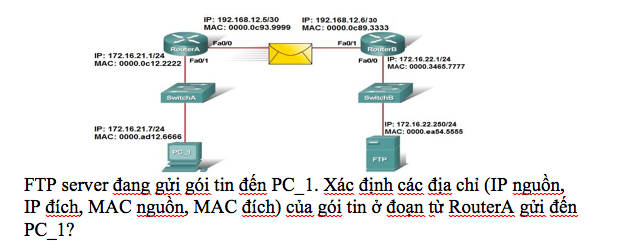 IP: 192.168.12.5/30
MAC: 0000.0c93.9999
IP: 192.168.12.6/30
MAC: 0000.0c89.3333
RouterA
Fa0/0
Fa0/1
RouterB
IP: 172.16.21.1/24
MAC: 0000.0c12.2222
Fa0/1
Fa0/0
IP: 172.16.22.1/24
MAC: 0000.3465.7777
SwitchA
SwitchB
IP: 172.16.21.7/24
MAC: 0000.ad12.6666
IP: 172.16.22.250/24
MAC: 0000.ea54.5555
PC_1
FTP
FTP server đang gửi gói tin đến PC_1. Xác định các địa chỉ (IP nguồn,
IP đích, MAC nguồn, MAC đích) của gói tin ở đoạn từ RouterA gửi đến
PC_1?